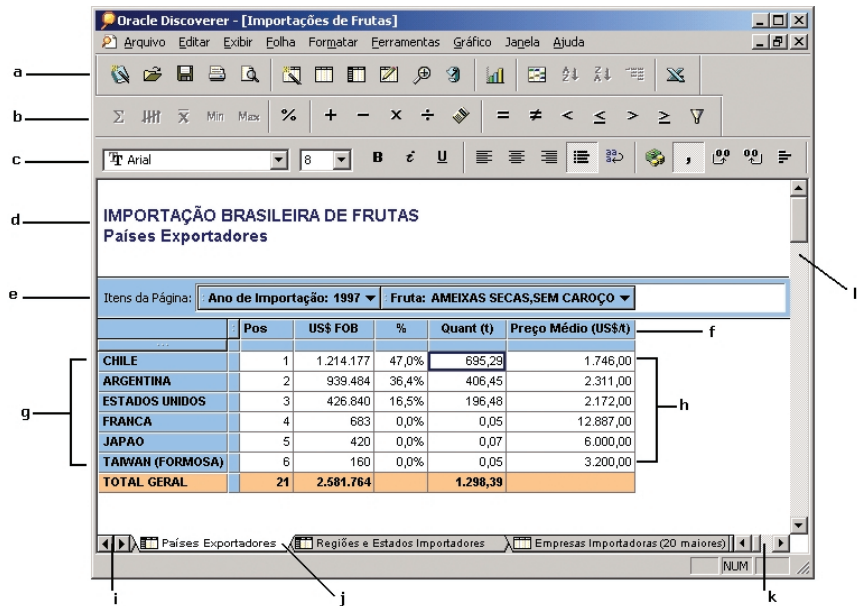 Oracle Discoverer - [Importações de Frutas]
Arquivo Editar Exibir Folha Formatar Ferramentas Gráfico Janela Ajuda
a
b
Σ X Min Max % + − × ÷ = ≠ < ≤ > ≥
c
Arial 8 B i U , .00 .00
d
IMPORTAÇÃO BRASILEIRA DE FRUTAS
Países Exportadores
l
e
Itens da Página: Ano de Importação: 1997 Fruta: AMEIXAS SECAS,SEM CAROÇO
Pos US$ FOB % Quant (t) Preço Médio (US$/t)
f
...
CHILE 1 1.214.177 47,0% 695,29 1.746,00
ARGENTINA 2 939.484 36,4% 406,45 2.311,00
ESTADOS UNIDOS 3 426.840 16,5% 196,48 2.172,00
g
h
FRANCA 4 683 0,0% 0,05 12.887,00
JAPAO 5 420 0,0% 0,07 6.000,00
TAIWAN (FORMOSA) 6 160 0,0% 0,05 3.200,00
TOTAL GERAL 21 2.581.764 1.298,39
Países Exportadores Regiões e Estados Importadores Empresas Importadoras (20 maiores)
NUM
i
j
k